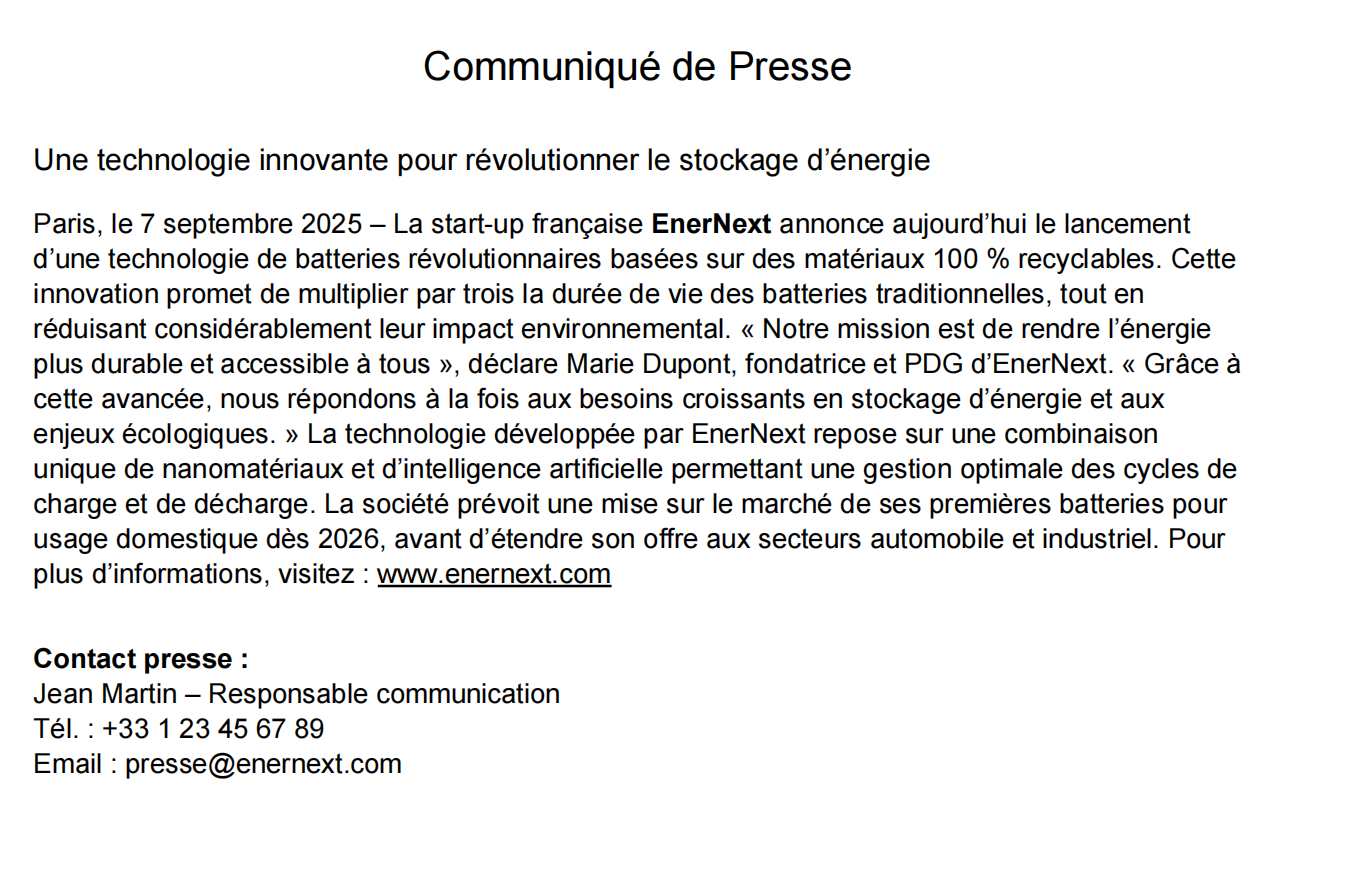 Communiqué de Presse
Une technologie innovante pour révolutionner le stockage d’énergie
Paris, le 7 septembre 2025 – La start-up française EnerNext annonce aujourd’hui le lancement
d’une technologie de batteries révolutionnaires basées sur des matériaux 100 % recyclables. Cette
innovation promet de multiplier par trois la durée de vie des batteries traditionnelles, tout en
réduisant considérablement leur impact environnemental. « Notre mission est de rendre l’énergie
plus durable et accessible à tous », déclare Marie Dupont, fondatrice et PDG d’EnerNext. « Grâce à
cette avancée, nous répondons à la fois aux besoins croissants en stockage d’énergie et aux
enjeux écologiques. » La technologie développée par EnerNext repose sur une combinaison
unique de nanomatériaux et d’intelligence artificielle permettant une gestion optimale des cycles de
charge et de décharge. La société prévoit une mise sur le marché de ses premières batteries pour
usage domestique dès 2026, avant d’étendre son offre aux secteurs automobile et industriel. Pour
plus d’informations, visitez : www.enernext.com
Contact presse :
Jean Martin – Responsable communication
Tél. : +33 1 23 45 67 89
Email : presse@enernext.com